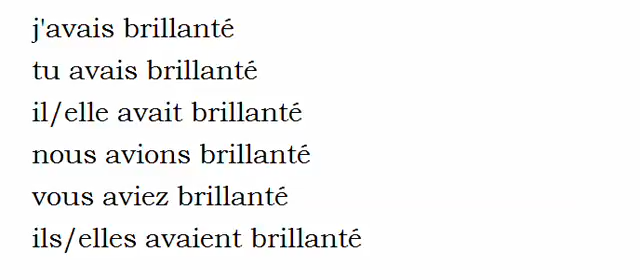 j'avais brillanté
tu avais brillanté
il/elle avait brillanté
nous avions brillanté
vous aviez brillanté
ils/elles avaient brillanté